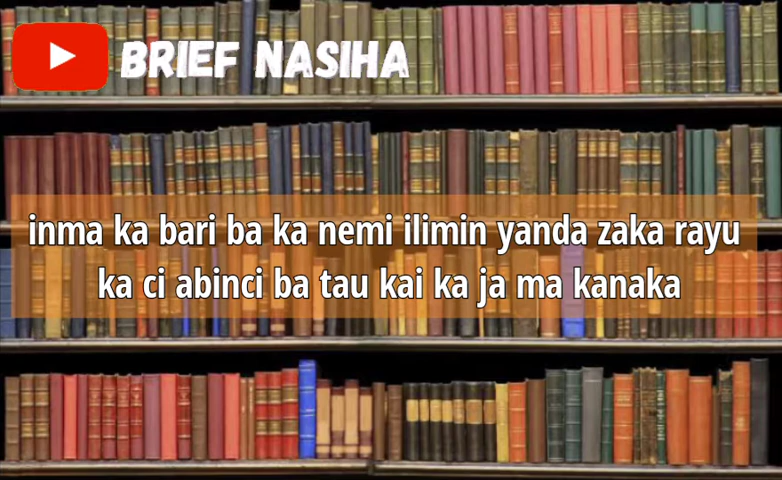 BRIEF NASIHA
inma ka bari ba ka nemi ilimin yanda zaka rayu
ka ci abinci ba tau kai ka ja ma kanaka